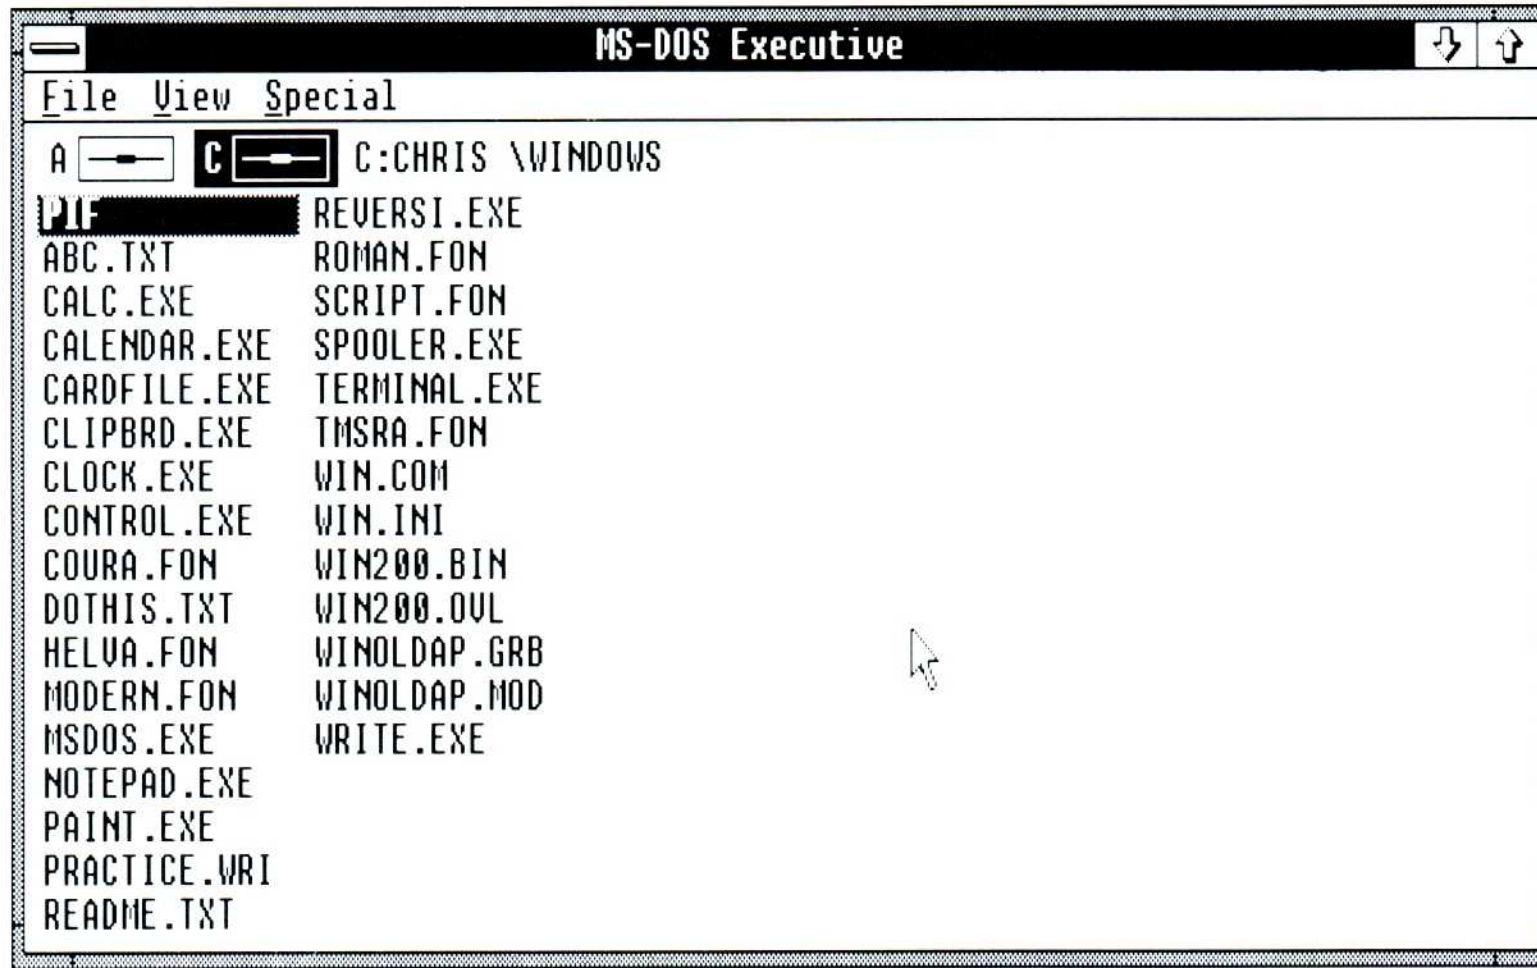 MS-DOS Executive
File View Special
A C C:CHRIS \WINDOWS
PIF
ABC.TXT
CALC.EXE
CALENDAR.EXE
CARDFILE.EXE
CLIPBRD.EXE
CLOCK.EXE
CONTROL.EXE
COURA.FON
DOTHIS.TXT
HELVA.FON
MODERN.FON
MSDOS.EXE
NOTEPAD.EXE
PAINT.EXE
PRACTICE.WRI
README.TXT
REVERSI.EXE
ROMAN.FON
SCRIPT.FON
SPOOLER.EXE
TERMINAL.EXE
TMSRA.FON
WIN.COM
WIN.INI
WIN200.BIN
WIN200.OVL
WINOLDAP.GRB
WINOLDAP.MOD
WRITE.EXE